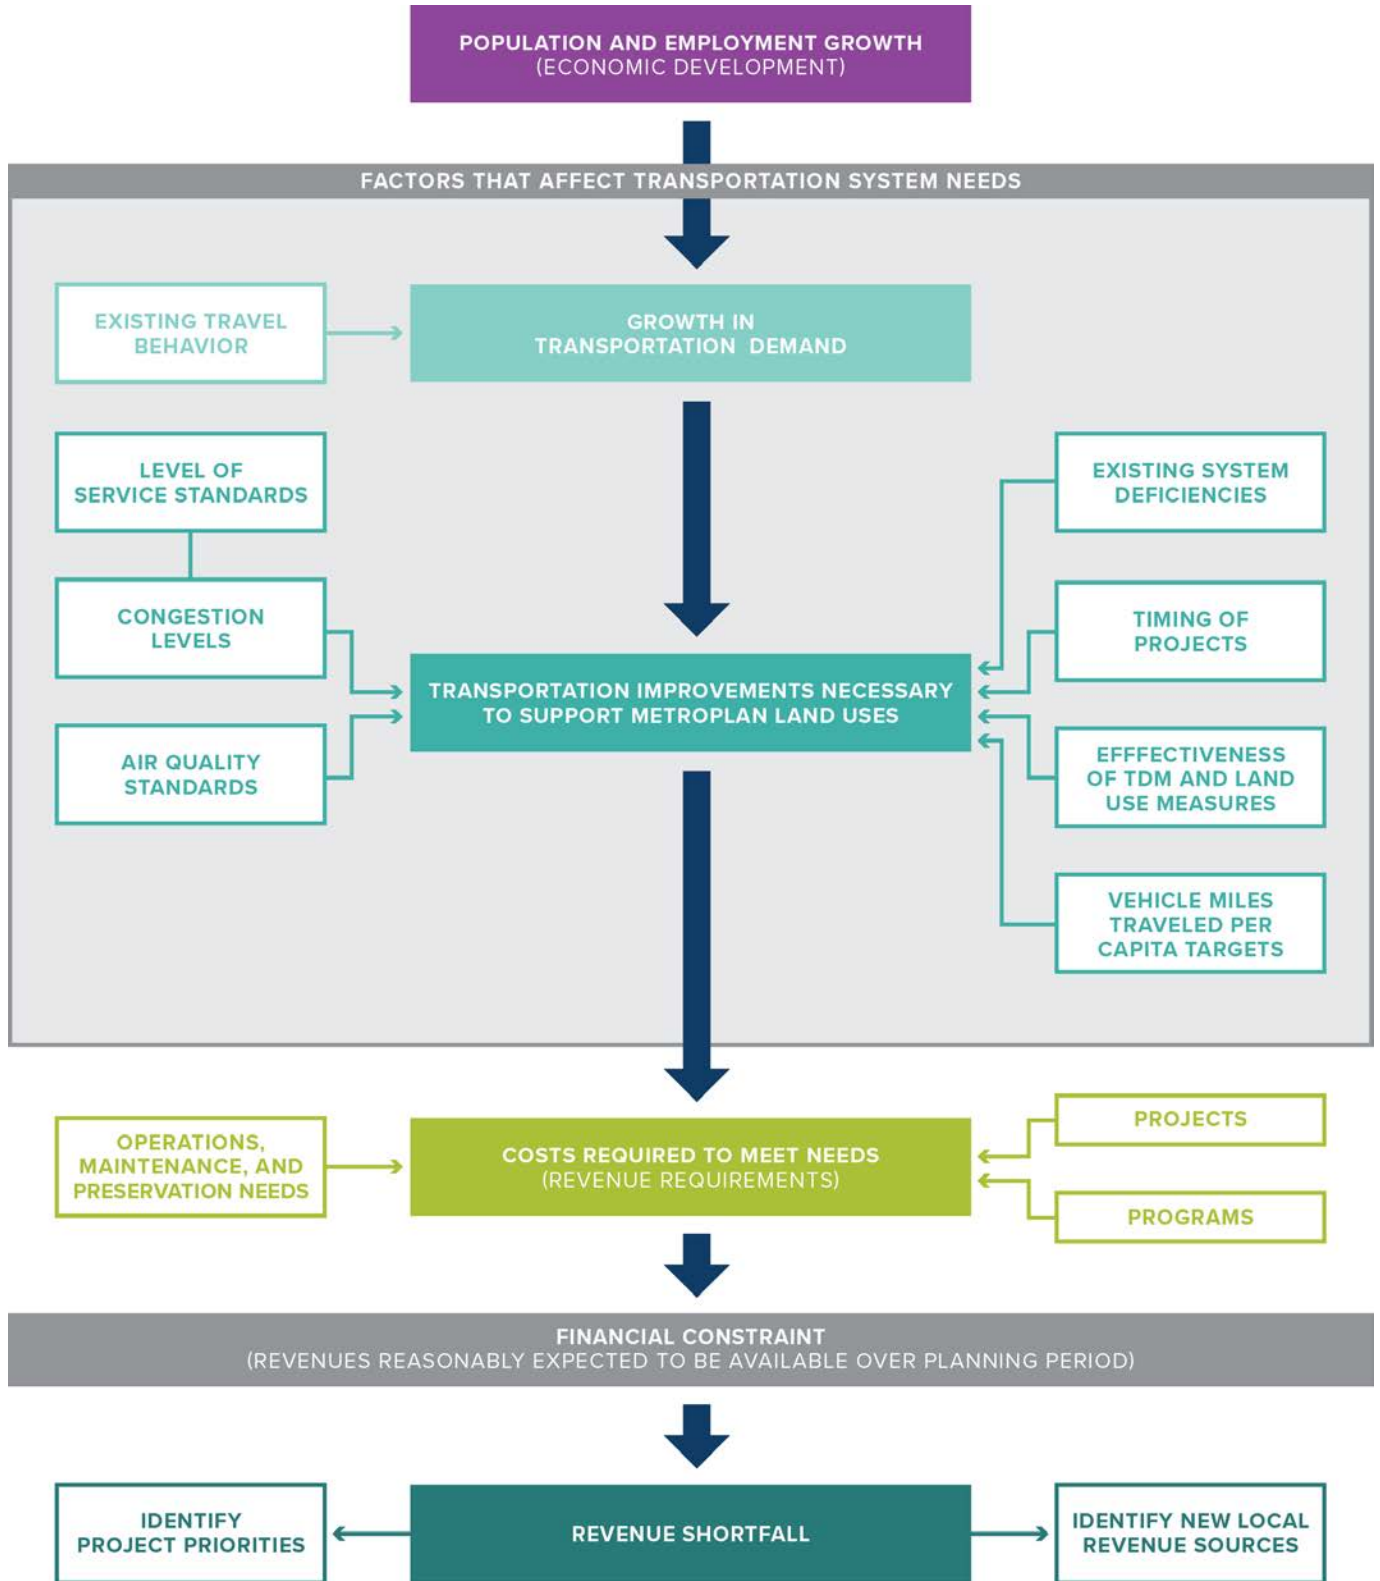 POPULATION AND EMPLOYMENT GROWTH
(ECONOMIC DEVELOPMENT)
FACTORS THAT AFFECT TRANSPORTATION SYSTEM NEEDS
EXISTING TRAVEL
BEHAVIOR
GROWTH IN
TRANSPORTATION DEMAND
LEVEL OF
SERVICE STANDARDS
EXISTING SYSTEM
DEFICIENCIES
CONGESTION
LEVELS
TIMING OF
PROJECTS
TRANSPORTATION IMPROVEMENTS NECESSARY
TO SUPPORT METROPLAN LAND USES
AIR QUALITY
STANDARDS
EFFFECTIVENESS
OF TDM AND LAND
USE MEASURES
VEHICLE MILES
TRAVELED PER
CAPITA TARGETS
OPERATIONS,
MAINTENANCE, AND
PRESERVATION NEEDS
COSTS REQUIRED TO MEET NEEDS
(REVENUE REQUIREMENTS)
PROJECTS
PROGRAMS
FINANCIAL CONSTRAINT
(REVENUES REASONABLY EXPECTED TO BE AVAILABLE OVER PLANNING PERIOD)
IDENTIFY
PROJECT PRIORITIES
REVENUE SHORTFALL
IDENTIFY NEW LOCAL
REVENUE SOURCES